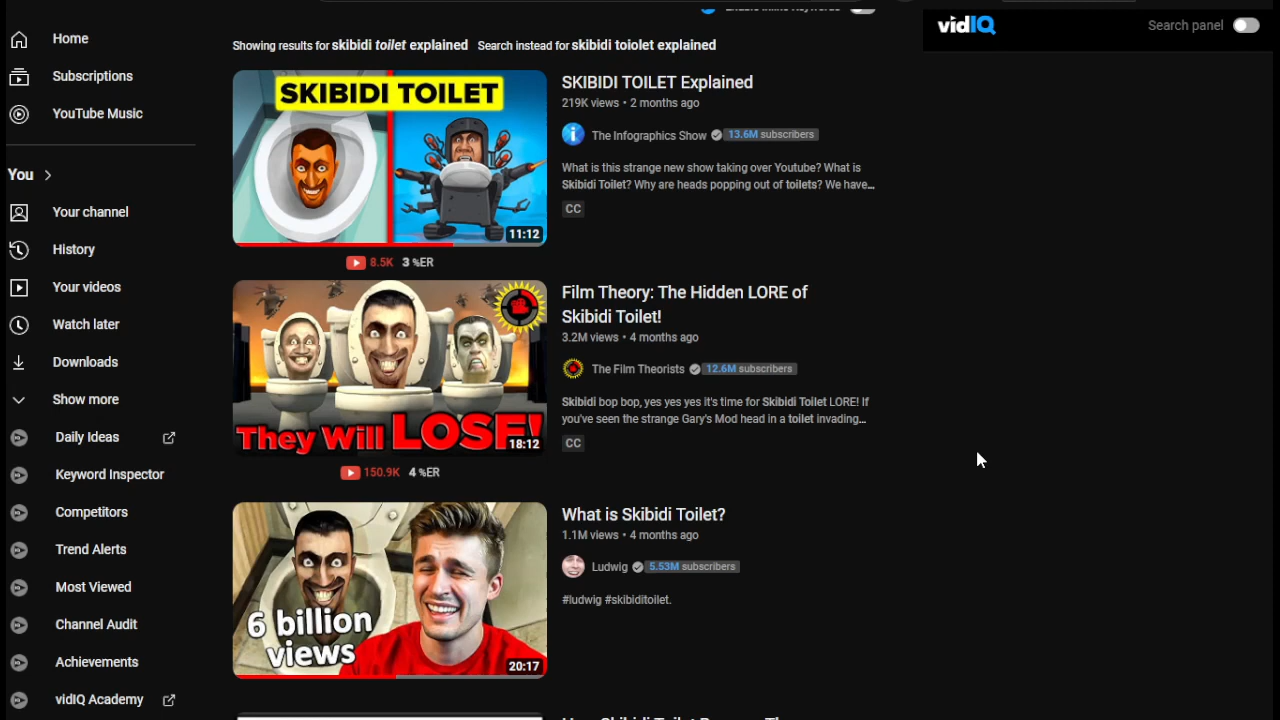 Home
Subscriptions
YouTube Music
You
Your channel
History
Your videos
Watch later
Downloads
Show more
Daily Ideas
Keyword Inspector
Competitors
Trend Alerts
Most Viewed
Channel Audit
Achievements
vidIQ Academy
vidIQ
Search panel
Showing results for skibidi toilet explained Search instead for skibidi toiolet explained
SKIBIDI TOILET
11:12
8.5K 3 %ER
SKIBIDI TOILET Explained
219K views • 2 months ago
The Infographics Show 13.6M subscribers
What is this strange new show taking over Youtube? What is
Skibidi Toilet? Why are heads popping out of toilets? We have…
CC
They Will LOSE!
18:12
150.9K 4 %ER
Film Theory: The Hidden LORE of
Skibidi Toilet!
3.2M views • 4 months ago
The Film Theorists 12.6M subscribers
Skibidi bop bop, yes yes yes it's time for Skibidi Toilet LORE! If
you've seen the strange Gary's Mod head in a toilet invading…
CC
6 billion
views
20:17
What is Skibidi Toilet?
1.1M views • 4 months ago
Ludwig 5.53M subscribers
#ludwig #skibiditoilet.